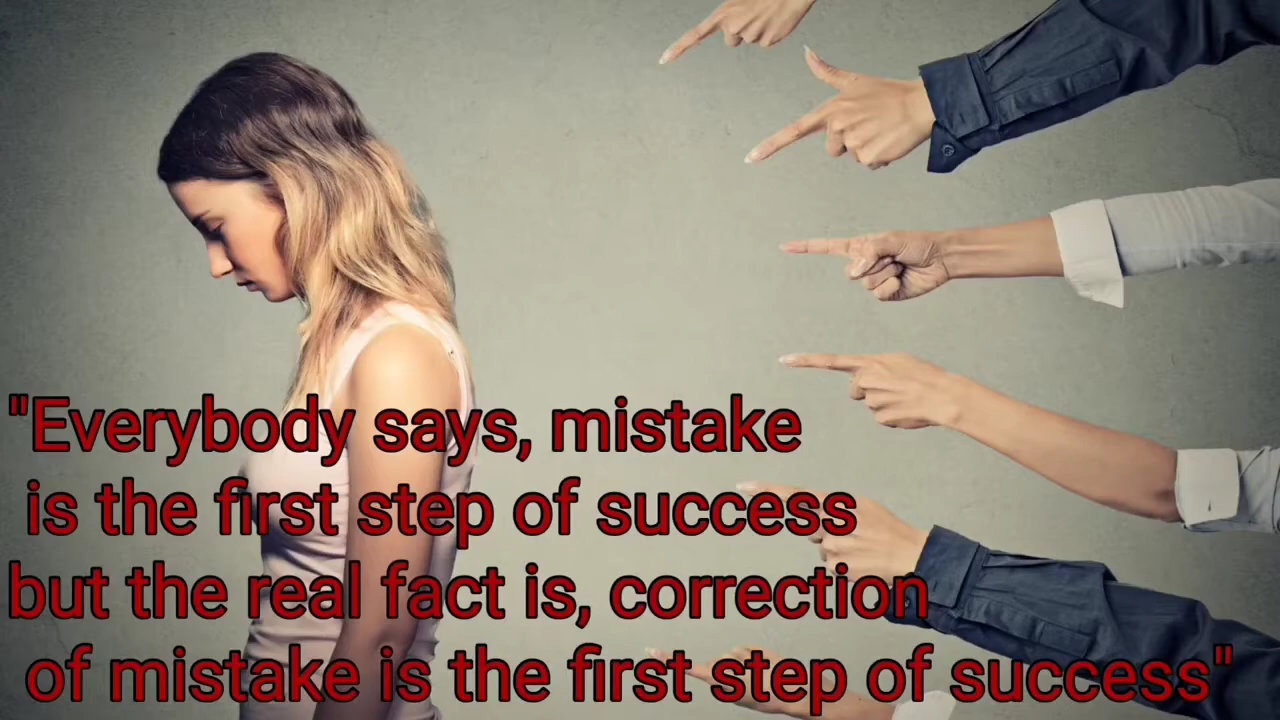 "Everybody says, mistake
is the first step of success
but the real fact is, correction
of mistake is the first step of success"